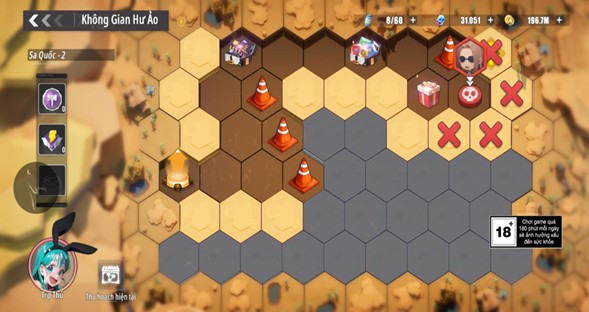 Không Gian Hư Ảo
8/60 +
31.051 +
196.7M +
Sa Quốc - 2
18+
Chơi game quá
180 phút mỗi ngày
sẽ ảnh hưởng xấu
đến sức khỏe
Trợ Thủ
Thu hoạch hiện tại